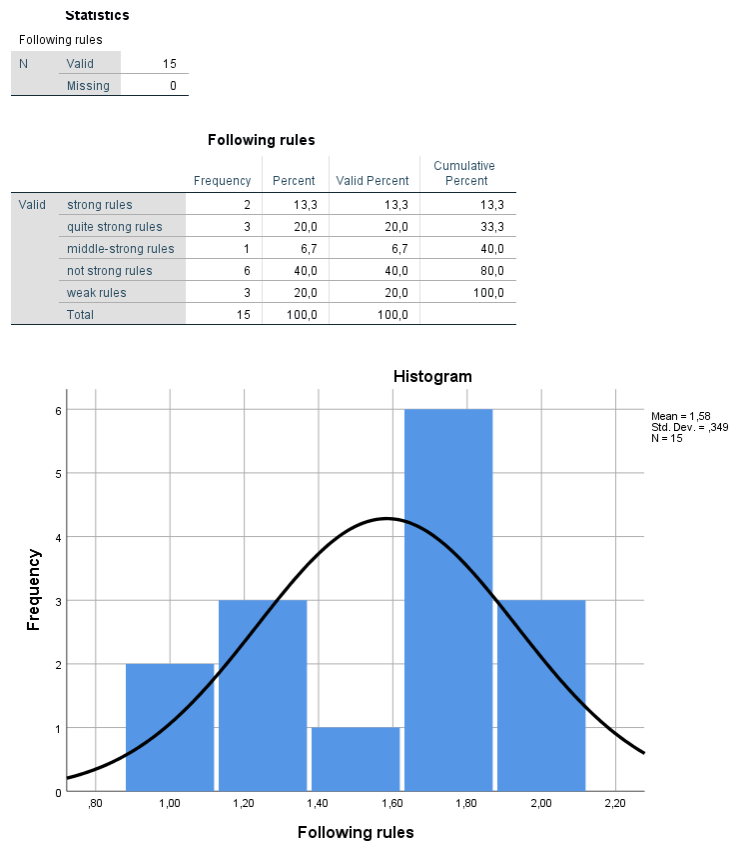 Statistics
Following rules
N Valid 15
Missing 0
Following rules
Frequency Percent Valid Percent Cumulative Percent
Valid strong rules 2 13,3 13,3 13,3
quite strong rules 3 20,0 20,0 33,3
middle-strong rules 1 6,7 6,7 40,0
not strong rules 6 40,0 40,0 80,0
weak rules 3 20,0 20,0 100,0
Total 15 100,0 100,0
Histogram
Mean = 1,58
Std. Dev. = ,349
N = 15
6
5
4
3
2
1
0
Frequency
,80 1,00 1,20 1,40 1,60 1,80 2,00 2,20
Following rules